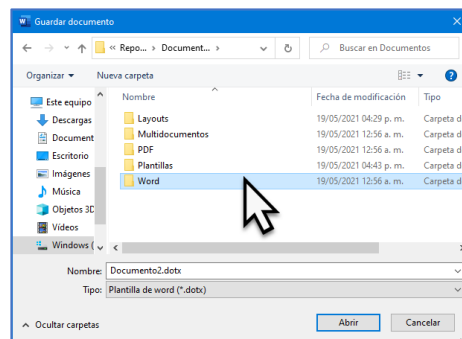 Guardar documento
« Repo... › Document... ›
Buscar en Documentos
Organizar
Nueva carpeta
Este equipo
Descargas
Document
Escritorio
Imágenes
Música
Objetos 3D
Vídeos
Windows (
Nombre Fecha de modificación Tipo
Layouts 19/05/2021 04:29 p. m. Carpeta d
Multidocumentos 19/05/2021 12:56 a. m. Carpeta d
PDF 19/05/2021 12:56 a. m. Carpeta d
Plantillas 19/05/2021 04:43 p. m. Carpeta d
Word 19/05/2021 12:56 a. m. Carpeta d
Nombre: Documento2.dotx
Tipo: Plantilla de word (*.dotx)
Ocultar carpetas
Abrir
Cancelar